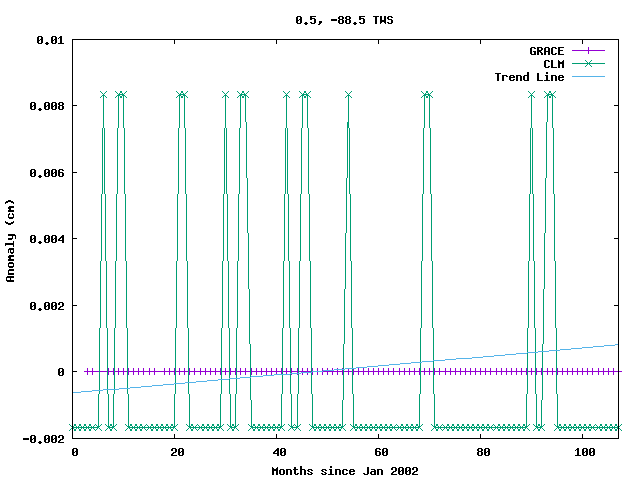 0.5, -88.5 TWS
0.01
0.008
0.006
0.004
0.002
0
-0.002
Anomaly (cm)
GRACE
CLM
Trend Line
0 20 40 60 80 100
Months since Jan 2002